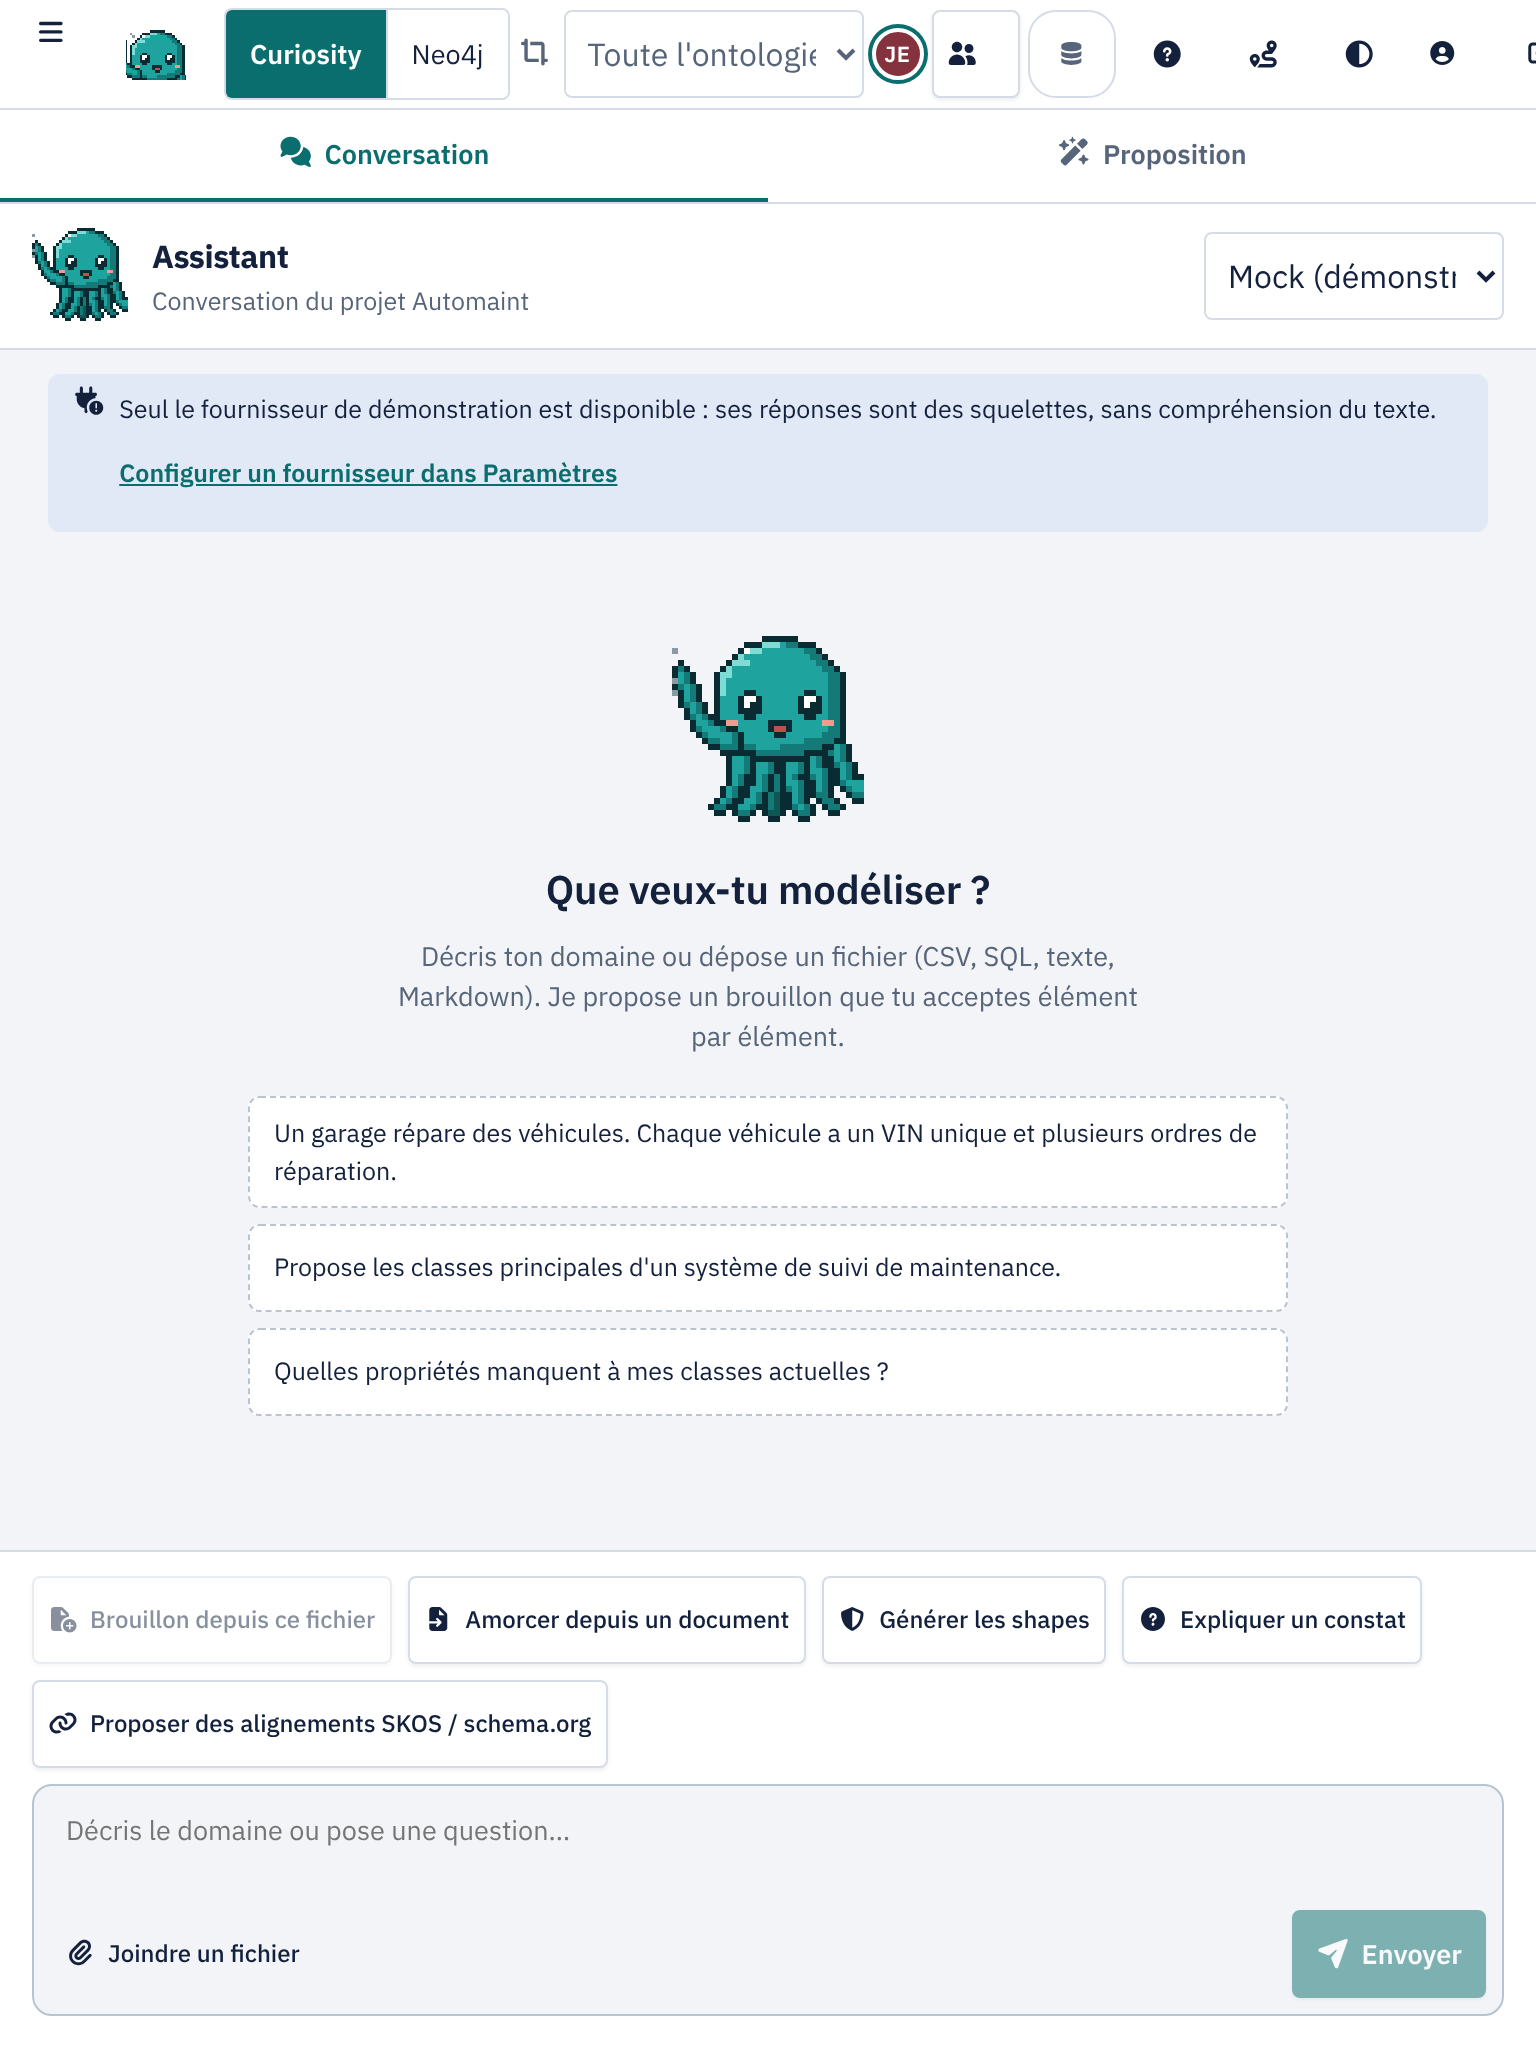 Curiosity
Neo4j
Toute l'ontologie
JE
Conversation
Proposition
Assistant
Conversation du projet Automaint
Mock (démonstr
Seul le fournisseur de démonstration est disponible : ses réponses sont des squelettes, sans compréhension du texte.
Configurer un fournisseur dans Paramètres
Que veux-tu modéliser ?
Décris ton domaine ou dépose un fichier (CSV, SQL, texte,
Markdown). Je propose un brouillon que tu acceptes élément
par élément.
Un garage répare des véhicules. Chaque véhicule a un VIN unique et plusieurs ordres de
réparation.
Propose les classes principales d'un système de suivi de maintenance.
Quelles propriétés manquent à mes classes actuelles ?
Brouillon depuis ce fichier
Amorcer depuis un document
Générer les shapes
Expliquer un constat
Proposer des alignements SKOS / schema.org
Décris le domaine ou pose une question...
Joindre un fichier
Envoyer